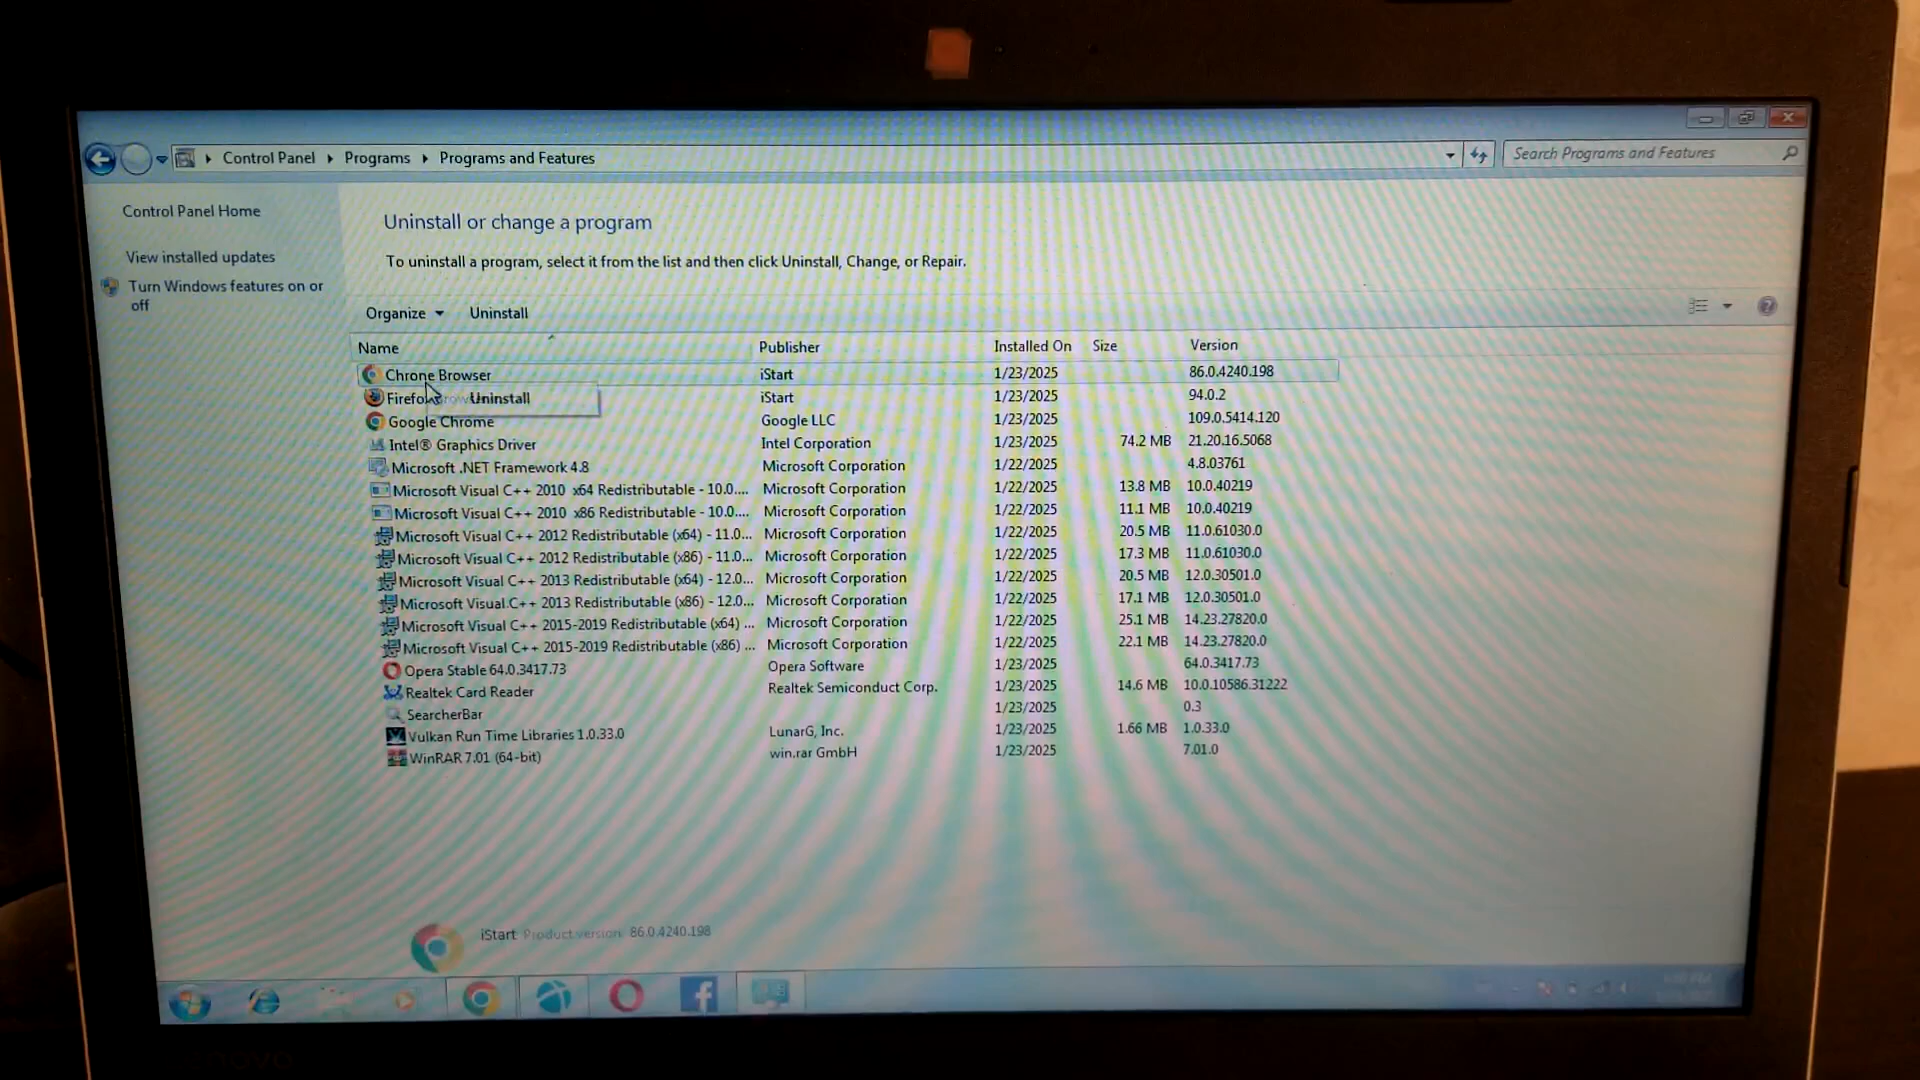 Control Panel Programs Programs and Features
Search Programs and Features
Control Panel Home
View installed updates
Turn Windows features on or
off
Uninstall or change a program
To uninstall a program, select it from the list and then click Uninstall, Change, or Repair.
Organize Uninstall
Name Publisher Installed On Size Version
Chrone Browser iStart 1/23/2025 86.0.4240.198
Uninstall iStart 1/23/2025 94.0.2
Google Chrome Google LLC 1/23/2025 109.0.5414.120
Intel® Graphics Driver Intel Corporation 1/23/2025 74.2 MB 21.20.16.5068
Microsoft .NET Framework 4.8 Microsoft Corporation 1/22/2025 4.8.03761
Microsoft Visual C++ 2010 x64 Redistributable - 10.0.... Microsoft Corporation 1/22/2025 13.8 MB 10.0.40219
Microsoft Visual C++ 2010 x86 Redistributable - 10.0.... Microsoft Corporation 1/22/2025 11.1 MB 10.0.40219
Microsoft Visual C++ 2012 Redistributable (x64) - 11.0... Microsoft Corporation 1/22/2025 20.5 MB 11.0.61030.0
Microsoft Visual C++ 2012 Redistributable (x86) - 11.0... Microsoft Corporation 1/22/2025 17.3 MB 11.0.61030.0
Microsoft Visual C++ 2013 Redistributable (x64) - 12.0... Microsoft Corporation 1/22/2025 20.5 MB 12.0.30501.0
Microsoft Visual C++ 2013 Redistributable (x86) - 12.0... Microsoft Corporation 1/22/2025 17.1 MB 12.0.30501.0
Microsoft Visual C++ 2015-2019 Redistributable (x64) ... Microsoft Corporation 1/22/2025 25.1 MB 14.23.27820.0
Microsoft Visual C++ 2015-2019 Redistributable (x86) ... Microsoft Corporation 1/22/2025 22.1 MB 14.23.27820.0
Opera Stable 64.0.3417.73 Opera Software 1/23/2025 64.0.3417.73
Realtek Card Reader Realtek Semiconduct Corp. 1/23/2025 14.6 MB 10.0.10586.31222
SearcherBar 1/23/2025 0.3
Vulkan Run Time Libraries 1.0.33.0 LunarG, Inc. 1/23/2025 1.66 MB 1.0.33.0
WinRAR 7.01 (64-bit) win.rar GmbH 1/23/2025 7.01.0
iStart Product version: 86.0.4240.198